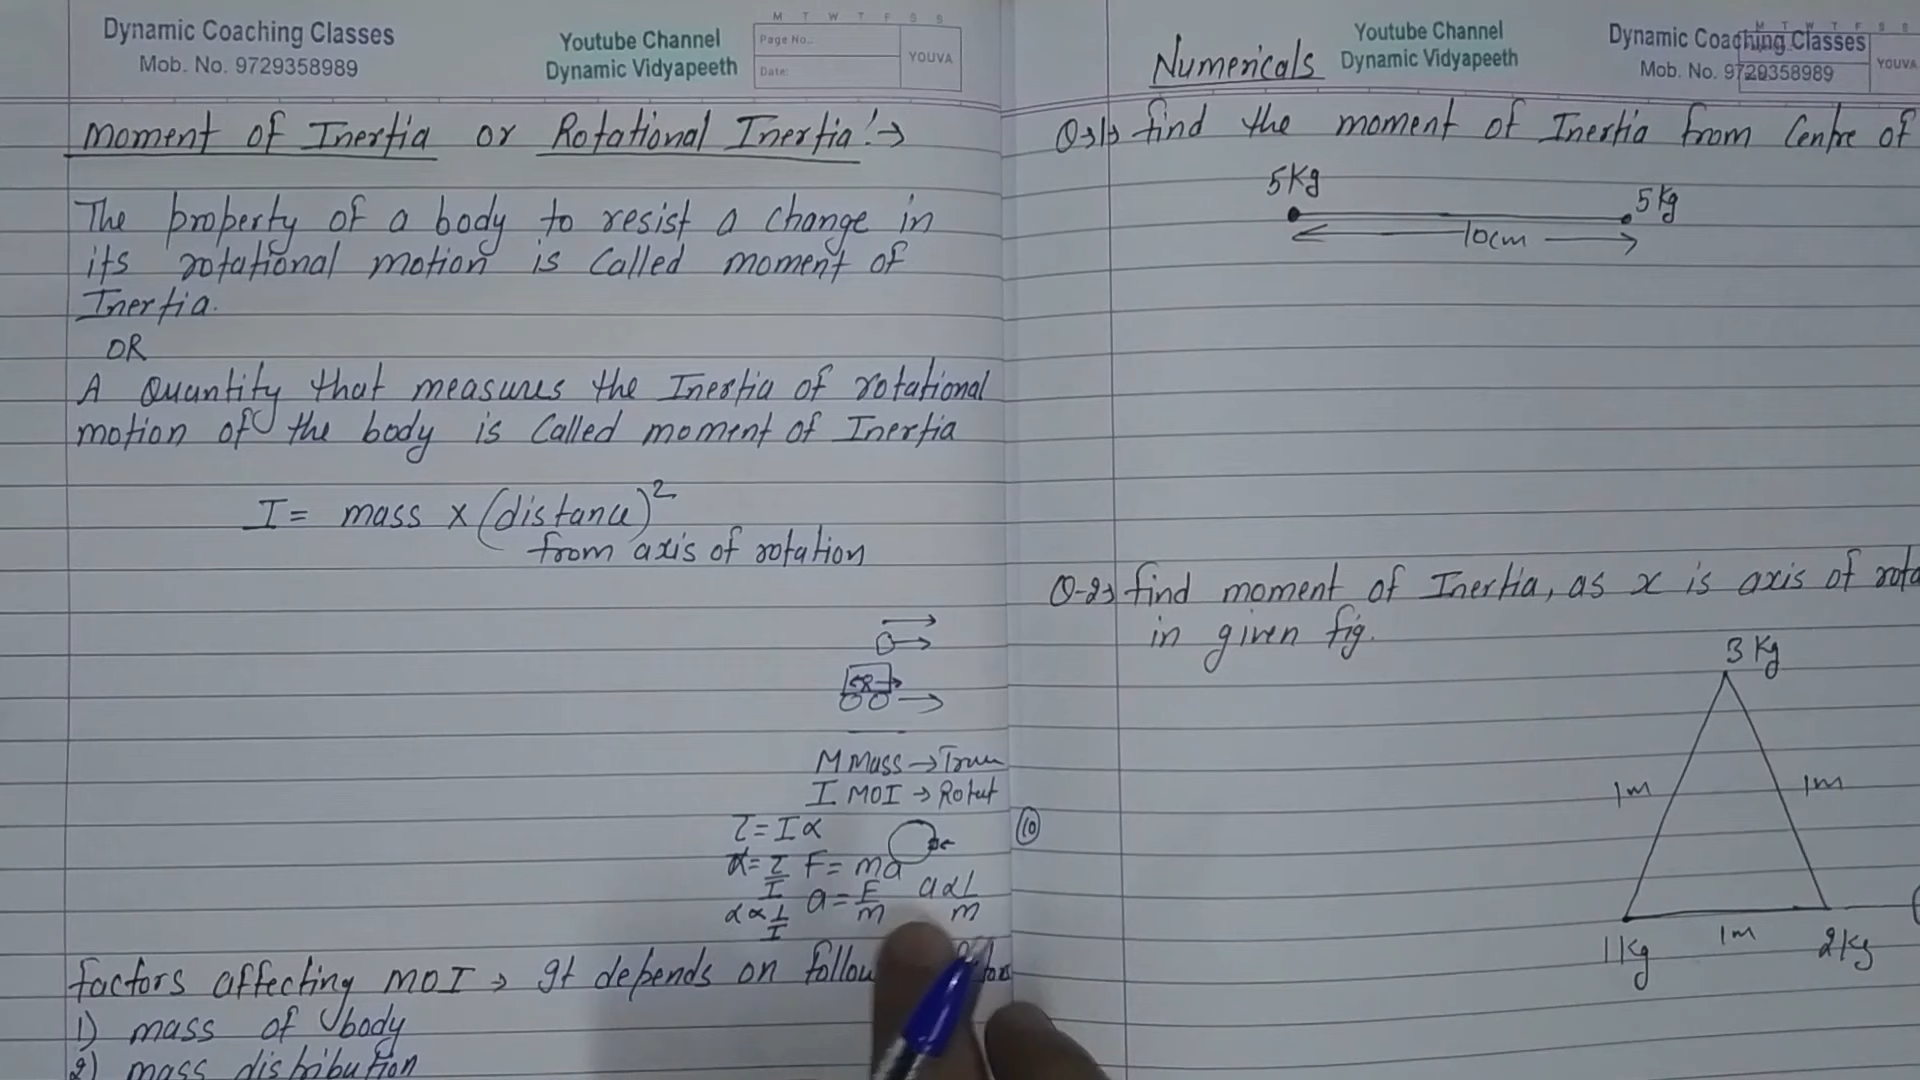 Dynamic Coaching Classes
Mob. No. 9729358989
Youtube Channel
Dynamic Vidyapeeth
M T W T F S S
Page No.
Date:
YOUVA
Moment of Inertia or Rotational Inertia:→
The property of a body to resist a change in
its rotational motion is called moment of
Inertia.
OR
A Quantity that measures the Inertia of rotational
motion of the body is called moment of Inertia
I = mass x (distance)²
from axis of rotation
M Mass →
I MOI →
τ = Iα
α = τ/I F = ma
α ∝ 1/I a = F/m a ∝ 1/m
factors affecting MOI → It depends on
1) mass of body
2) mass distribution
Numericals
Youtube Channel
Dynamic Vidyapeeth
Dynamic Coaching Classes
Mob. No. 9729358989
M T W T F S S
YOUVA
Q→1) find the moment of Inertia from Centre of
5Kg
5kg
10cm
Q-2) find moment of Inertia, as x is axis of
in given fig.
3 Kg
1m
1m
10
1Kg
1m
2kg